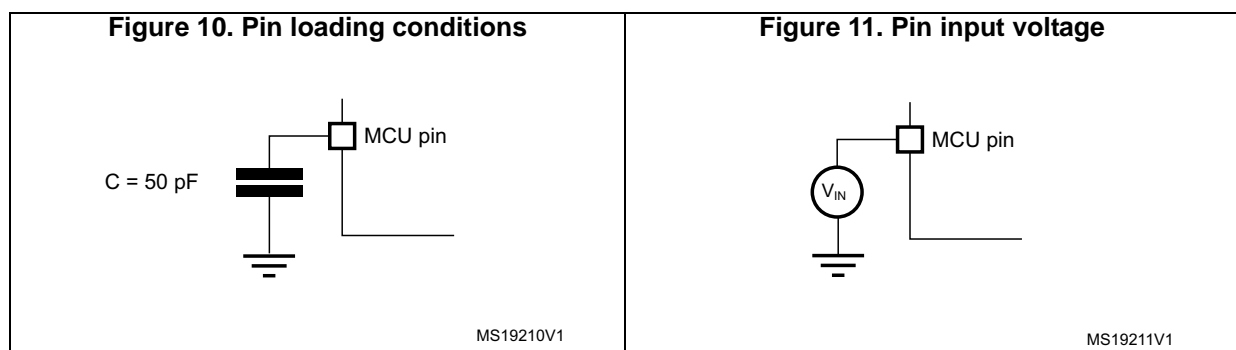 Figure 10. Pin loading conditions
MCU pin
C = 50 pF
MS19210V1
Figure 11. Pin input voltage
MCU pin
VIN
MS19211V1